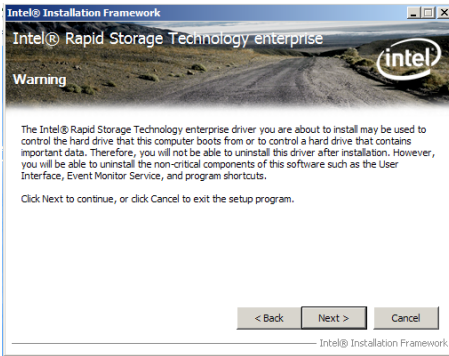 Intel® Installation Framework
Intel® Rapid Storage Technology enterprise
intel
Warning
The Intel® Rapid Storage Technology enterprise driver you are about to install may be used to
control the hard drive that this computer boots from or to control a hard drive that contains
important data. Therefore, you will not be able to uninstall this driver after installation. However,
you will be able to uninstall the non-critical components of this software such as the User
Interface, Event Monitor Service, and program shortcuts.
Click Next to continue, or click Cancel to exit the setup program.
< Back Next > Cancel
Intel® Installation Framework